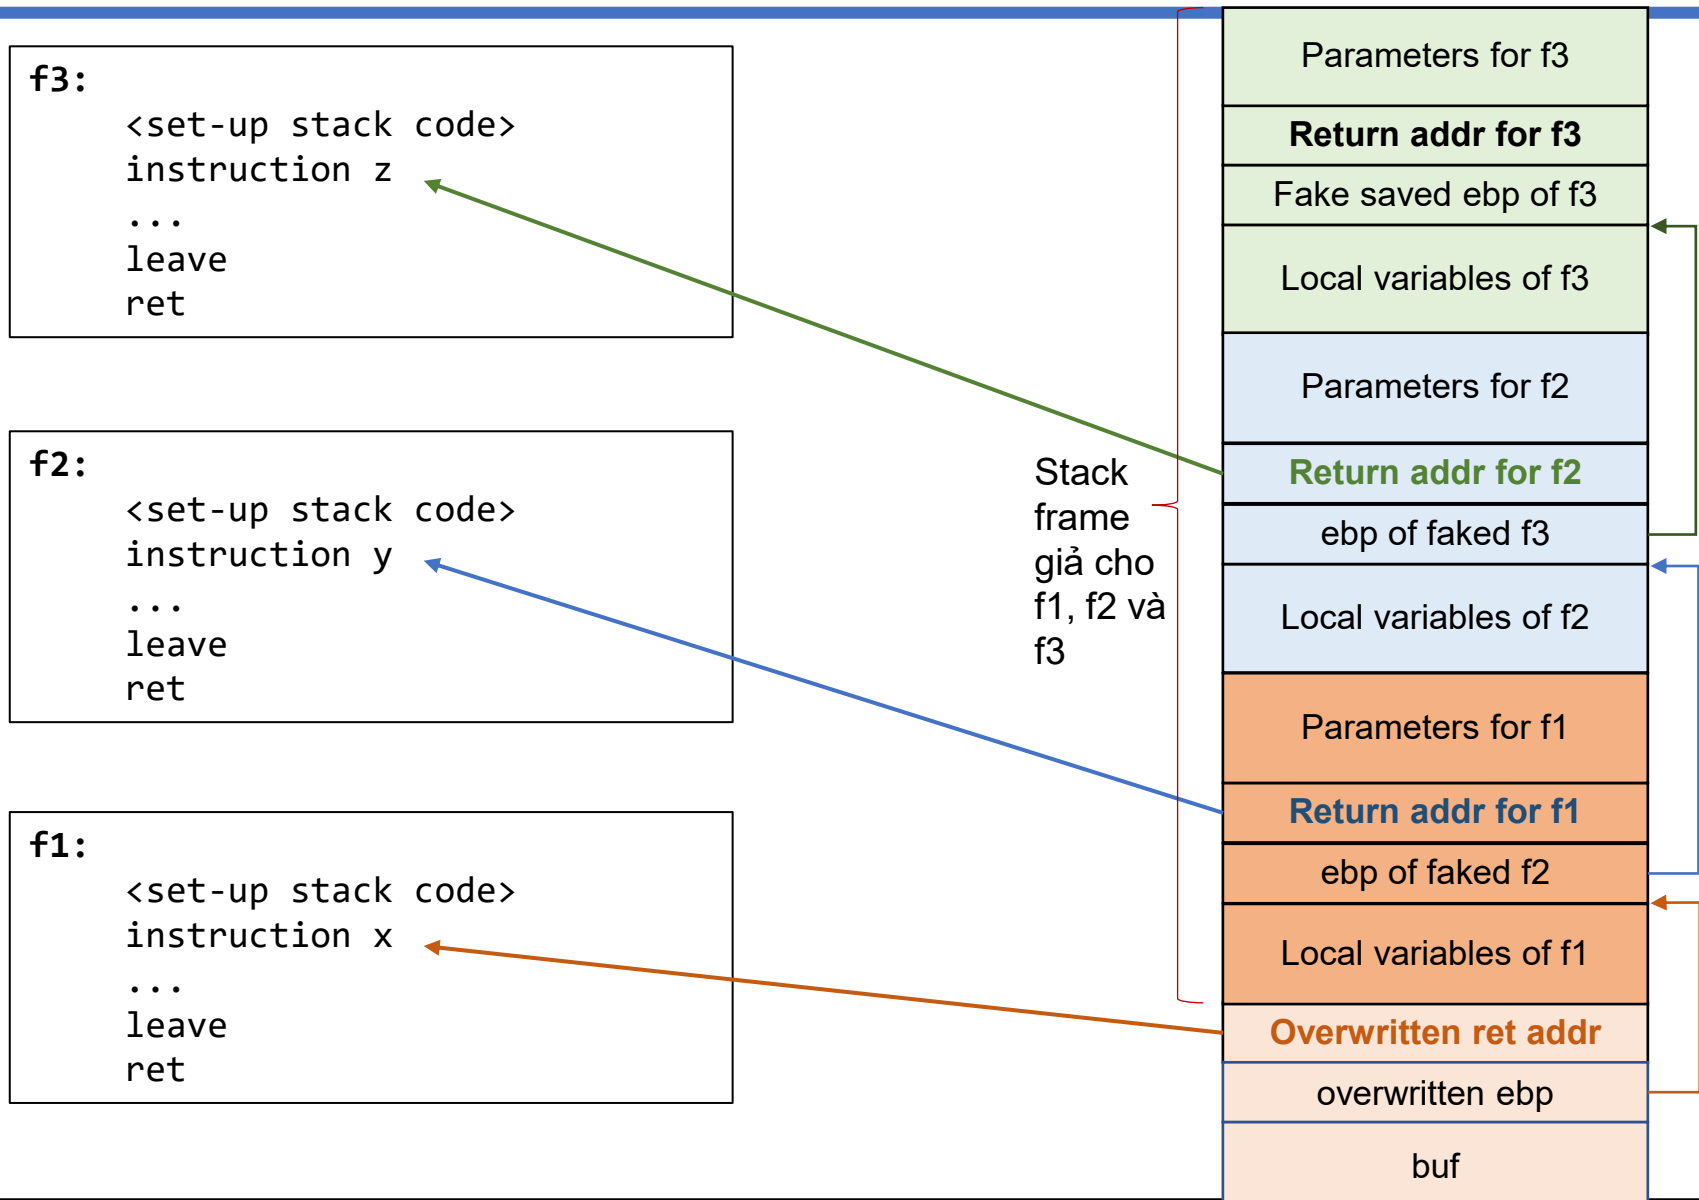 f3:
<set-up stack code>
instruction z
...
leave
ret
f2:
<set-up stack code>
instruction y
...
leave
ret
f1:
<set-up stack code>
instruction x
...
leave
ret
Stack
frame
giả cho
f1, f2 và
f3
Parameters for f3
Return addr for f3
Fake saved ebp of f3
Local variables of f3
Parameters for f2
Return addr for f2
ebp of faked f3
Local variables of f2
Parameters for f1
Return addr for f1
ebp of faked f2
Local variables of f1
Overwritten ret addr
overwritten ebp
buf